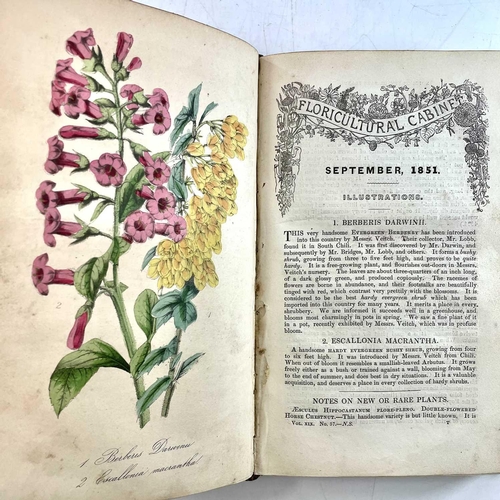 1 Berberis Darwinii
2 Escallonia macrantha
FLORICULTURAL CABINET
SEPTEMBER, 1851.
ILLUSTRATIONS.
1. BERBERIS DARWINII.
THIS very handsome EVERGREEN BERBERRY has been introduced
into this country by Messrs. Veitch. Their collector, Mr. Lobb,
found it in South Chili. It was first discovered by Mr. Darwin, and
subsequently by Mr. Bridges, Mr. Lobb, and others. It forms a bushy
shrub, growing from three to five feet high, and proves to be quite
hardy. It is a free-growing plant, and flourishes out-doors in Messrs.
Veitch's nursery. The leaves are about three-quarters of an inch long,
of a dark glossy green, and produced copiously. The racemes of
flowers are borne in abundance, and their footstalks are beautifully
tinged with red, which contrast very prettily with the blossoms. It is
considered to be the best hardy evergreen shrub which has been
imported into this country for many years. It merits a place in every
shrubbery. We are informed it succeeds well in a greenhouse, and
blooms most charmingly in pots in spring. We saw a fine plant of it
in a pot, recently exhibited by Messrs. Veitch, which was in profuse
bloom.
2. ESCALLONIA MACRANTHA.
A handsome HARDY EVERGREEN BUSHY SHRUB, growing from four
to six feet high. It was introduced by Messrs. Veitch from Chili.
When out of bloom it resembles a smallish-leaved Arbutus. It grows
freely either as a bush or trained against a wall, blooming from May
to the end of summer, and does best in dry situations. It is a valuable
acquisition, and deserves a place in every collection of hardy shrubs.
NOTES ON NEW OR RARE PLANTS.
ÆSCULUS HIPPOCASTANUM FLORE-PLENO. DOUBLE-FLOWERED
HORSE CHESTNUT.—This handsome variety is but little known. It is
VOL. XIX. No. 57.—N.S.